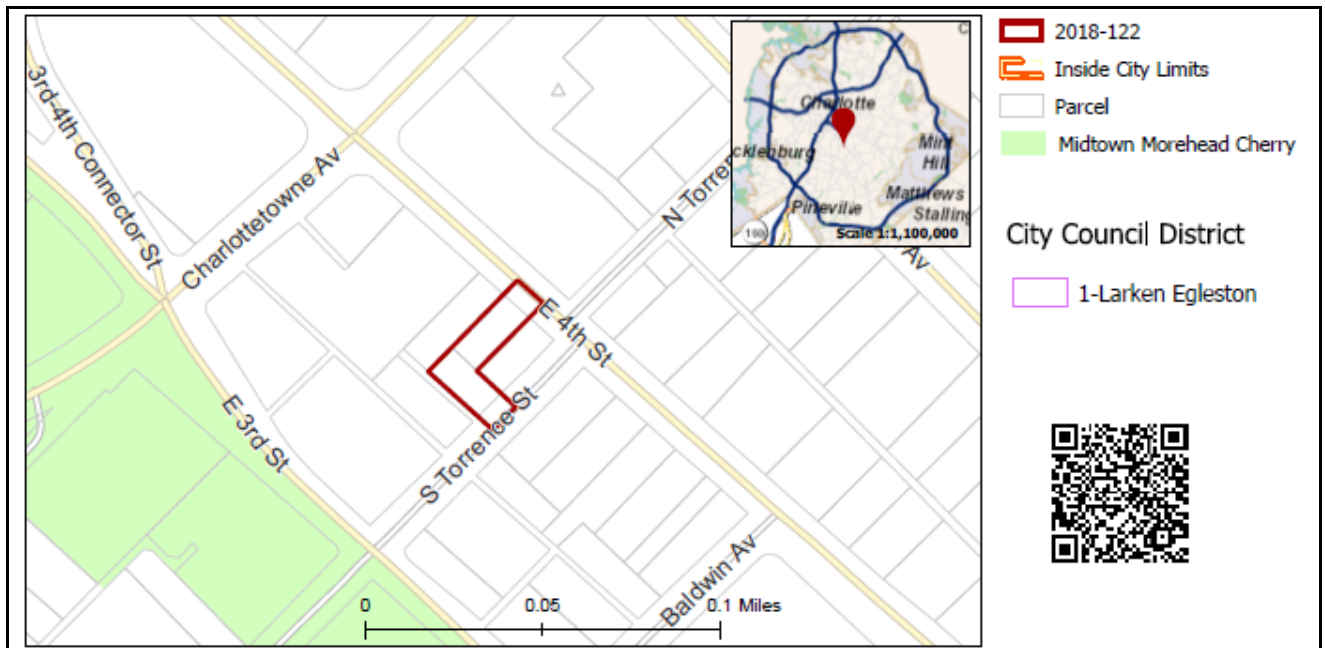 3rd-4th Connector St
Charlottetowne Av
N Torren
Av
E 4th St
S Torrence St
E 3rd St
Baldwin Av
0 0.05 0.1 Miles
C
Charlotte
cklenburg
Mint
Hill
Matthews
Pineville
Stalling
Scale 1:1,100,000
2018-122
Inside City Limits
Parcel
Midtown Morehead Cherry
City Council District
1-Larken Egleston